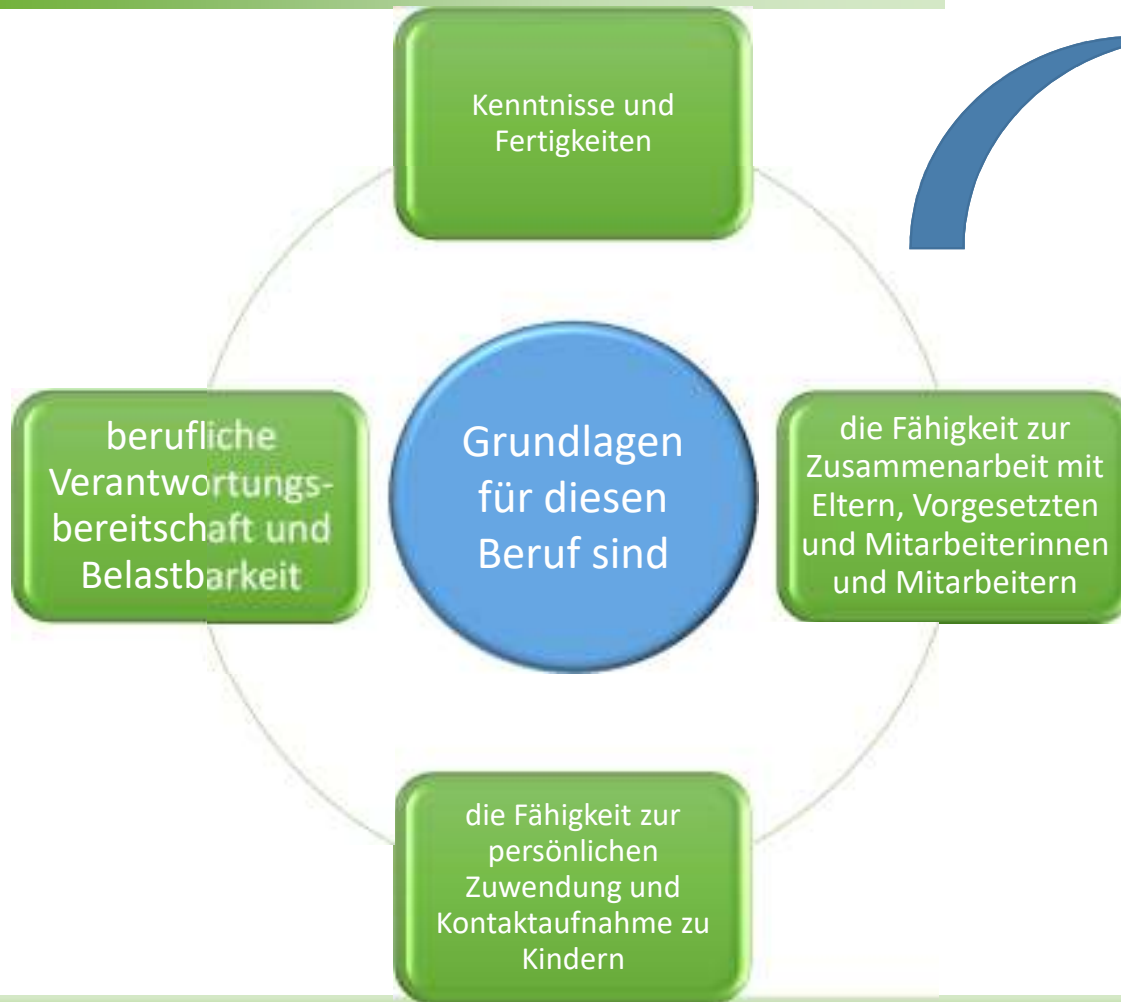 Kenntnisse und
Fertigkeiten
berufliche
Verantwortungs-
bereitschaft und
Belastbarkeit
Grundlagen
für diesen
Beruf sind
die Fähigkeit zur
Zusammenarbeit mit
Eltern, Vorgesetzten
und Mitarbeiterinnen
und Mitarbeitern
die Fähigkeit zur
persönlichen
Zuwendung und
Kontaktaufnahme zu
Kindern